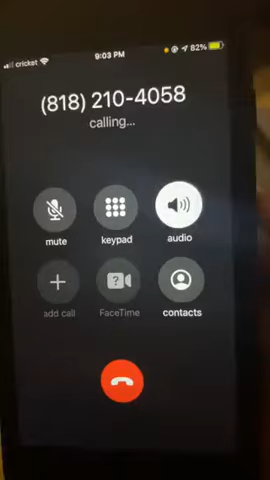 cricket 9:03 PM 82%
(818) 210-4058
calling...
mute keypad audio
add call FaceTime contacts